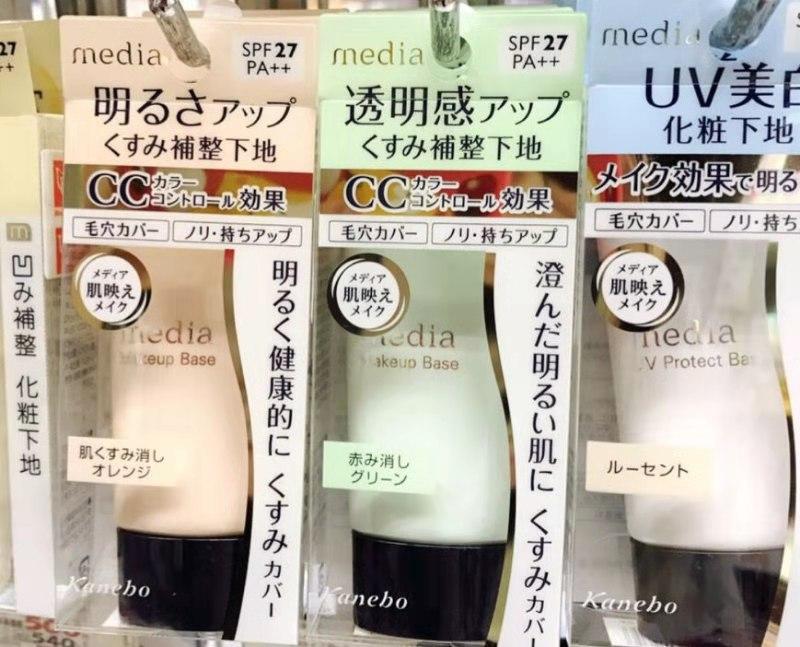 27
++
凹み補整 化粧下地
540
media
SPF27
PA++
明るさアップ
くすみ補整下地
CCカラーコントロール効果
毛穴カバー
ノリ・持ちアップ
メディア
肌映え
メイク
media
Makeup Base
明るく健康的に くすみカバー
肌くすみ消し
オレンジ
Kanebo
media
SPF27
PA++
透明感アップ
くすみ補整下地
CCカラーコントロール効果
毛穴カバー
ノリ・持ちアップ
メディア
肌映え
メイク
media
Makeup Base
澄んだ明るい肌に くすみカバー
赤み消し
グリーン
Kanebo
media
UV美白
化粧下地
メイク効果で明る
毛穴カバー
ノリ・持ち
メディア
肌映え
メイク
media
UV Protect Ba
ルーセント
Kanebo